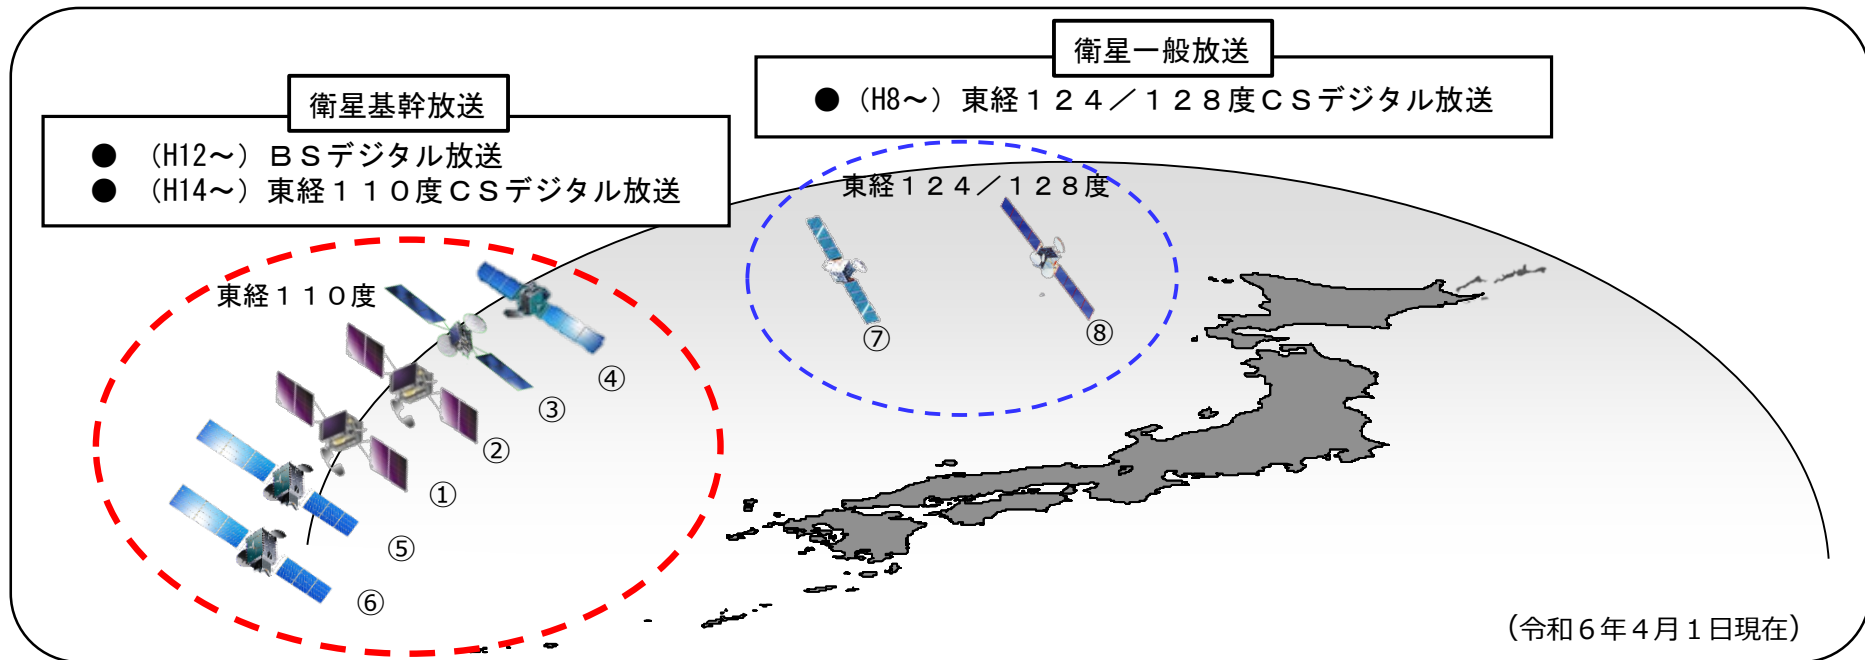 衛星一般放送
●（H8～）東経１２４／１２８度ＣＳデジタル放送
衛星基幹放送
●（H12～）ＢＳデジタル放送
●（H14～）東経１１０度ＣＳデジタル放送
東経１２４／１２８度
東経１１０度
⑦
⑧
④
③
②
①
⑤
⑥
（令和６年４月１日現在）